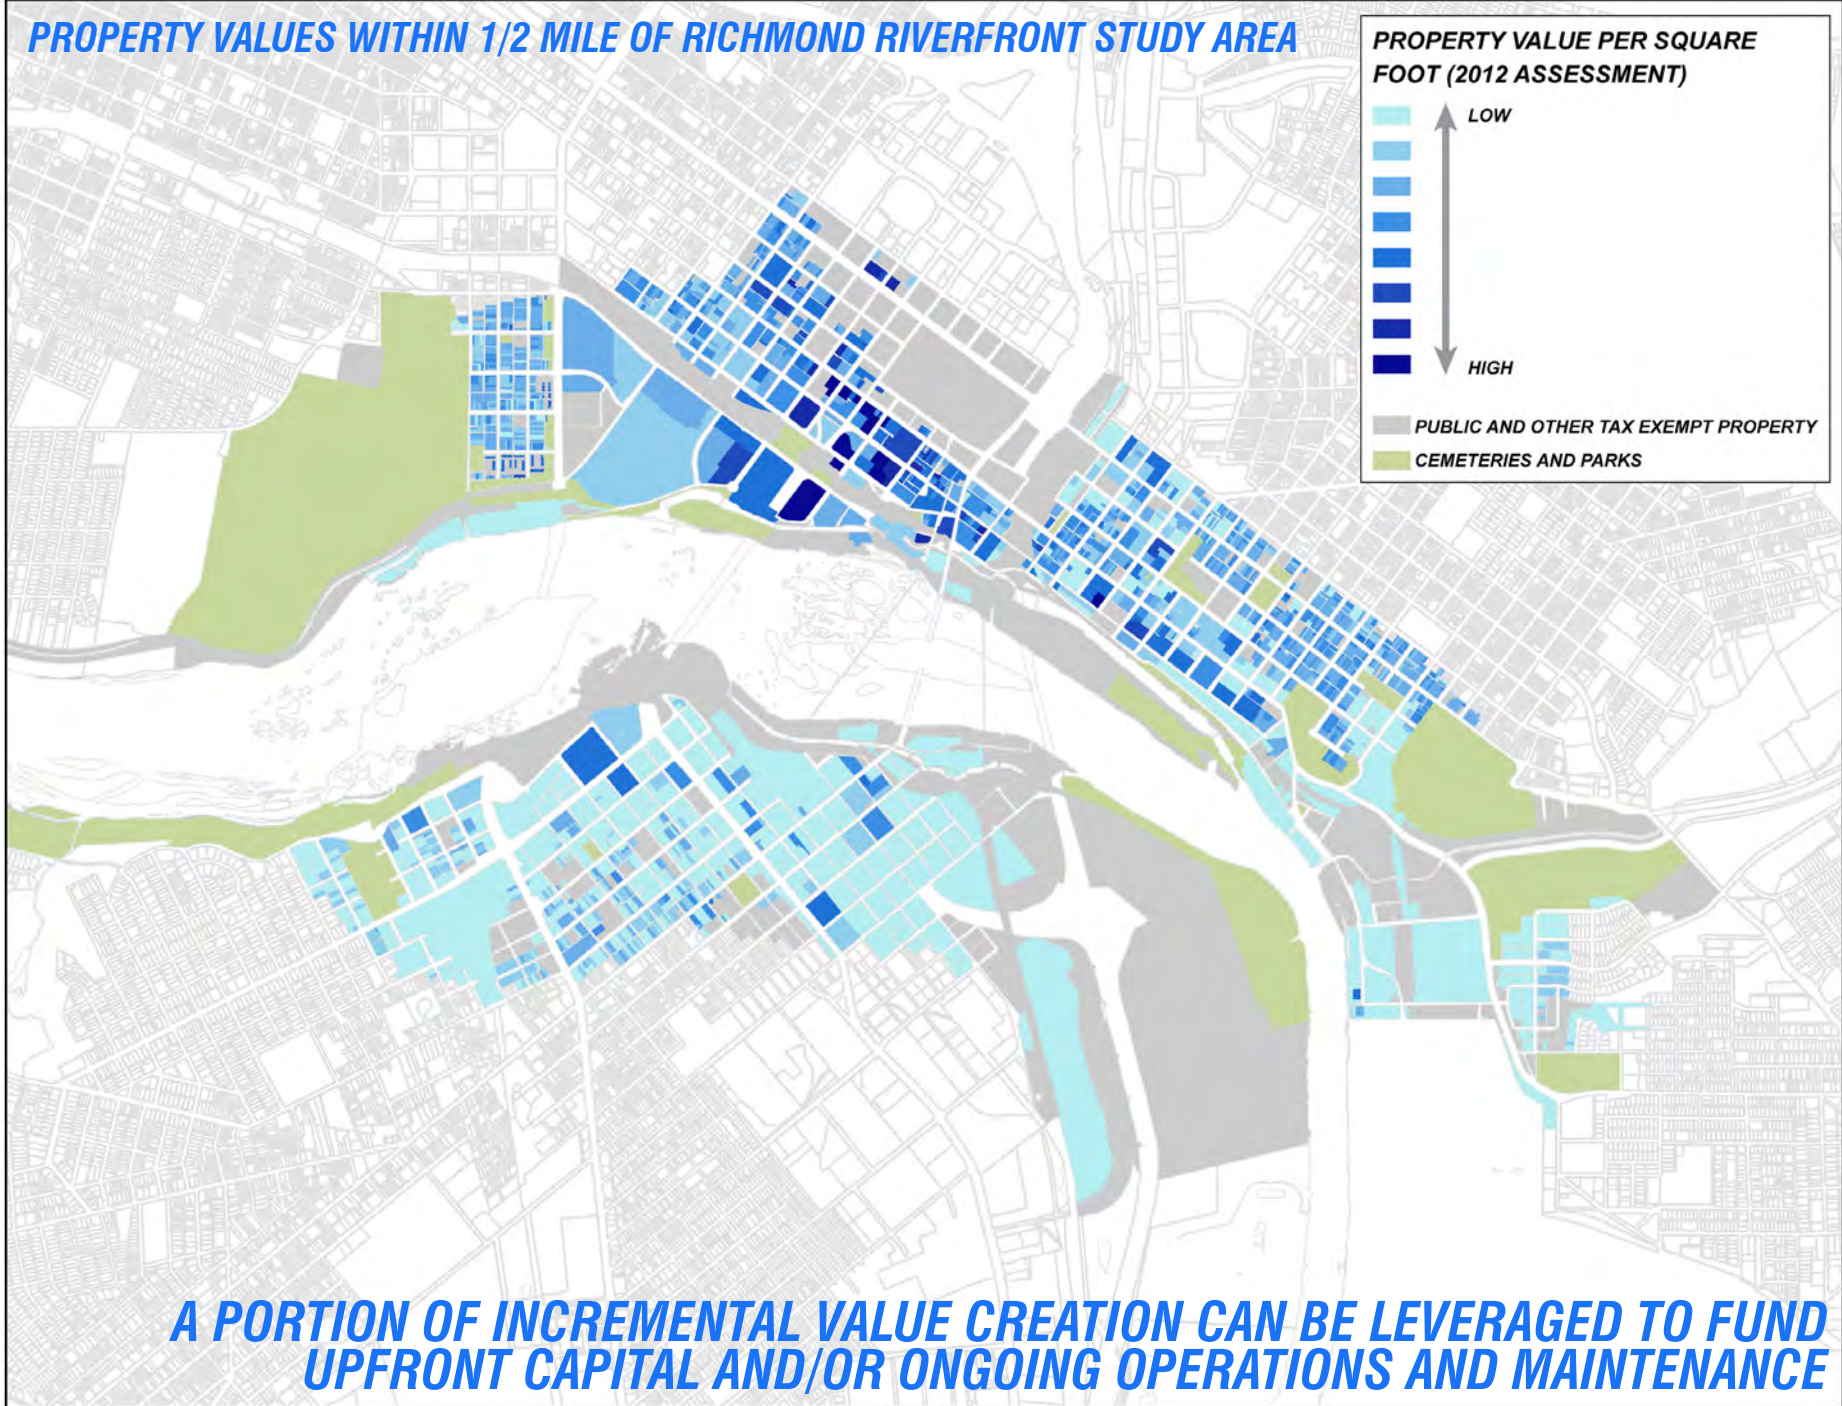 PROPERTY VALUES WITHIN 1/2 MILE OF RICHMOND RIVERFRONT STUDY AREA
PROPERTY VALUE PER SQUARE
FOOT (2012 ASSESSMENT)
LOW
HIGH
PUBLIC AND OTHER TAX EXEMPT PROPERTY
CEMETERIES AND PARKS
A PORTION OF INCREMENTAL VALUE CREATION CAN BE LEVERAGED TO FUND
UPFRONT CAPITAL AND/OR ONGOING OPERATIONS AND MAINTENANCE